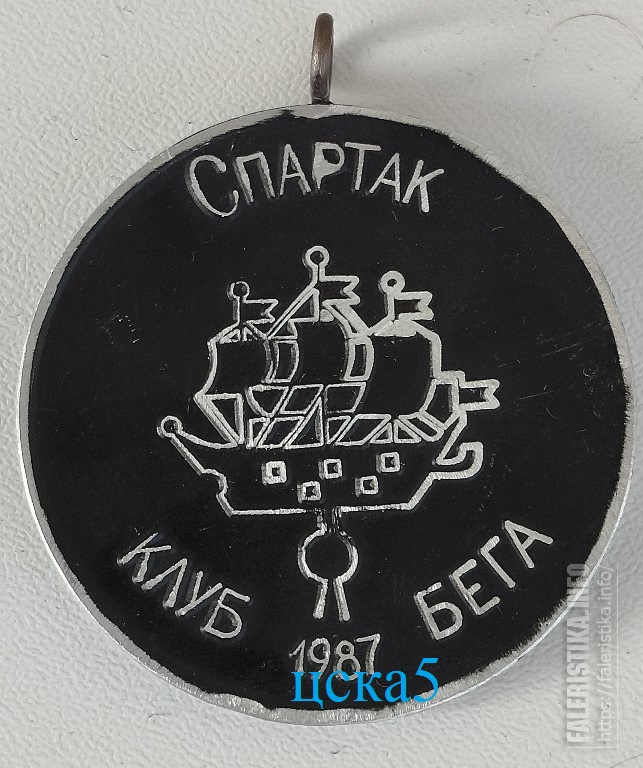 СПАРТАК
КЛУБ БЕГА
1987
цска5
FALERISTIKA.INFO
https://faleristika.info/